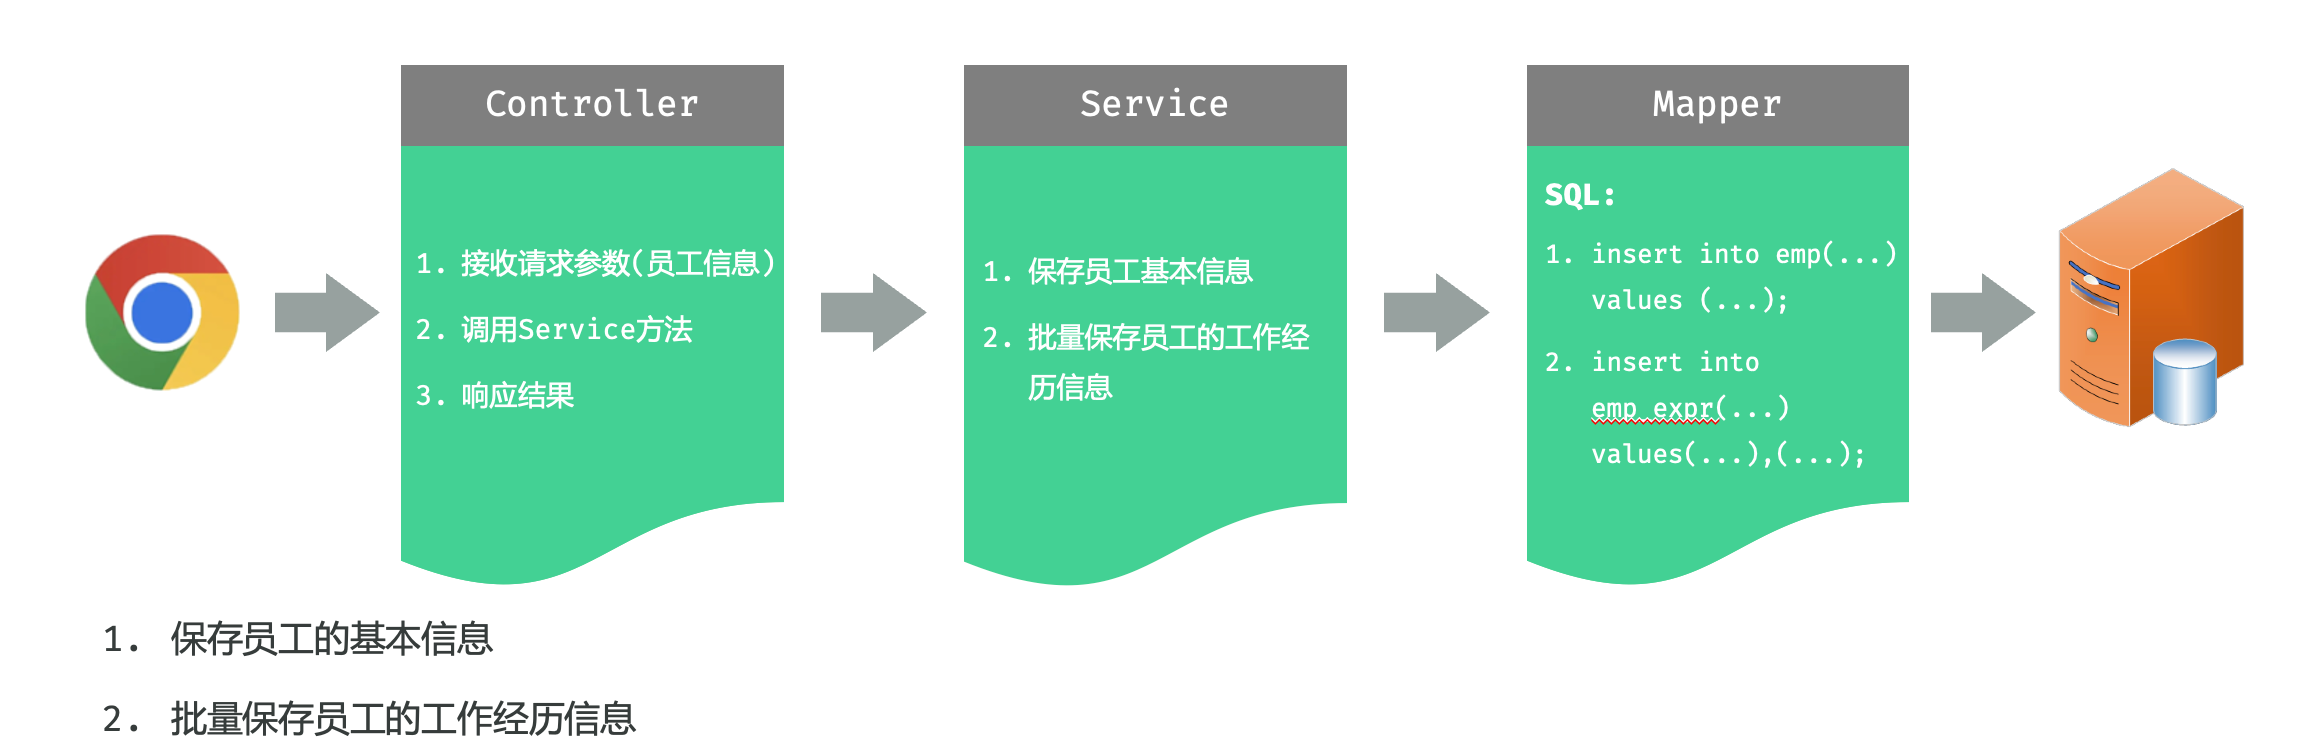 Controller
1. 接收请求参数(员工信息)
2. 调用Service方法
3. 响应结果
Service
1. 保存员工基本信息
2. 批量保存员工的工作经
历信息
Mapper
SQL:
1. insert into emp(...)
values (...);
2. insert into
emp_expr(...)
values(...),(...);
1. 保存员工的基本信息
2. 批量保存员工的工作经历信息